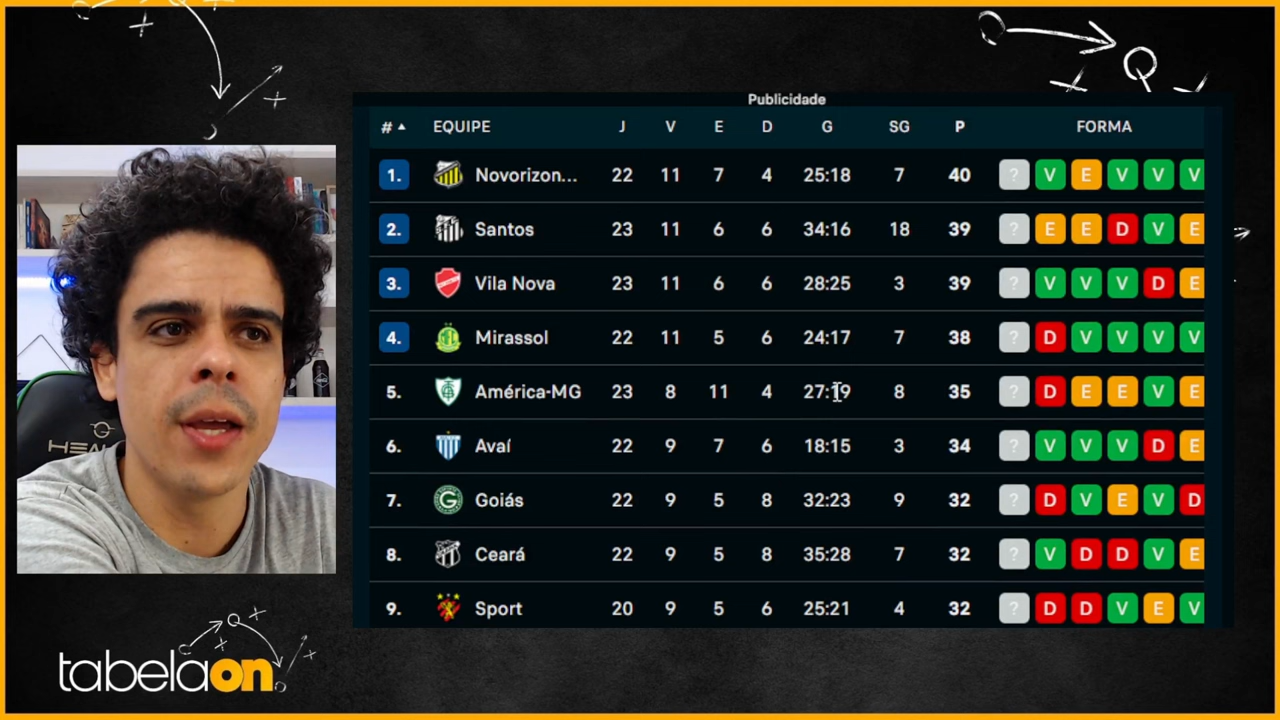 Publicidade
# EQUIPE J V E D G SG P FORMA
1. Novorizon... 22 11 7 4 25:18 7 40 ? V E V V V
2. Santos 23 11 6 6 34:16 18 39 ? E E D V E
3. Vila Nova 23 11 6 6 28:25 3 39 ? V V V D E
4. Mirassol 22 11 5 6 24:17 7 38 ? D V V V V
5. América-MG 23 8 11 4 27:19 8 35 ? D E E V E
6. Avaí 22 9 7 6 18:15 3 34 ? V V V D E
7. Goiás 22 9 5 8 32:23 9 32 ? D V E V D
8. Ceará 22 9 5 8 35:28 7 32 ? V D D V E
9. Sport 20 9 5 6 25:21 4 32 ? D D V E V
tabelaon